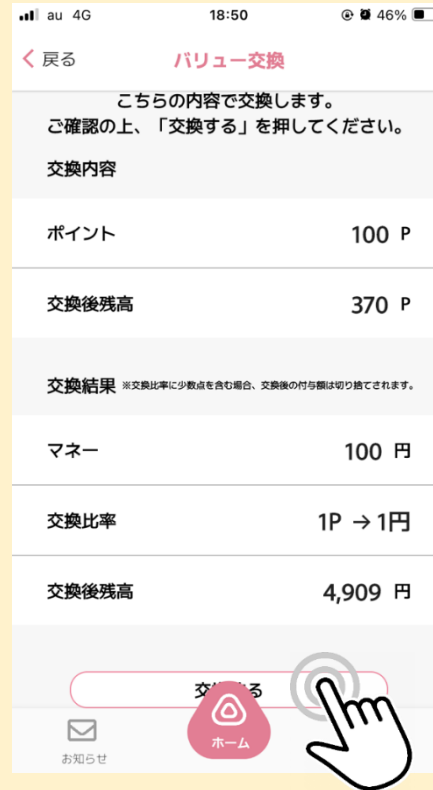 au 4G 18:50 46%
戻る バリュー交換
こちらの内容で交換します。
ご確認の上、「交換する」を押してください。
交換内容
ポイント 100 P
交換後残高 370 P
交換結果 ※交換比率に少数点を含む場合、交換後の付与額は切り捨てされます。
マネー 100 円
交換比率 1P → 1円
交換後残高 4,909 円
お知らせ
ホーム